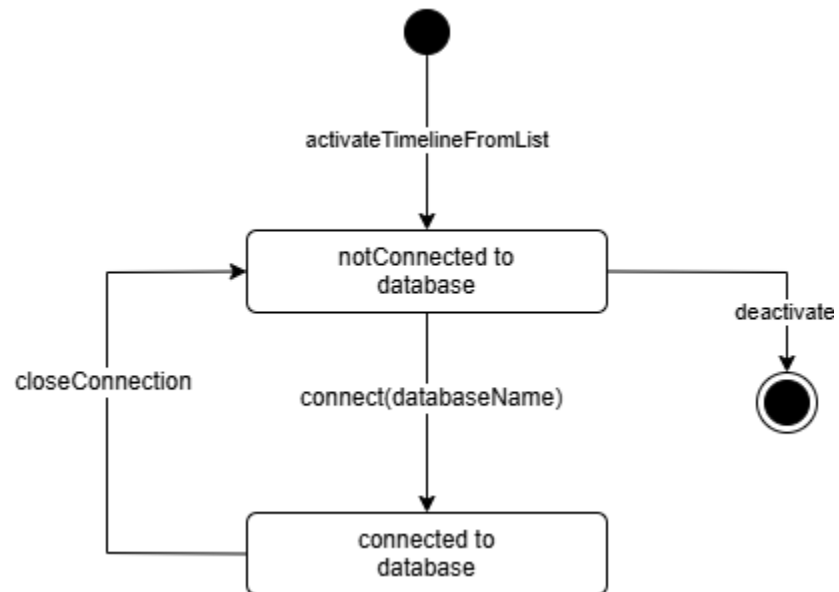 activateTimelineFromList
notConnected to
database
deactivate
closeConnection
connect(databaseName)
connected to
database